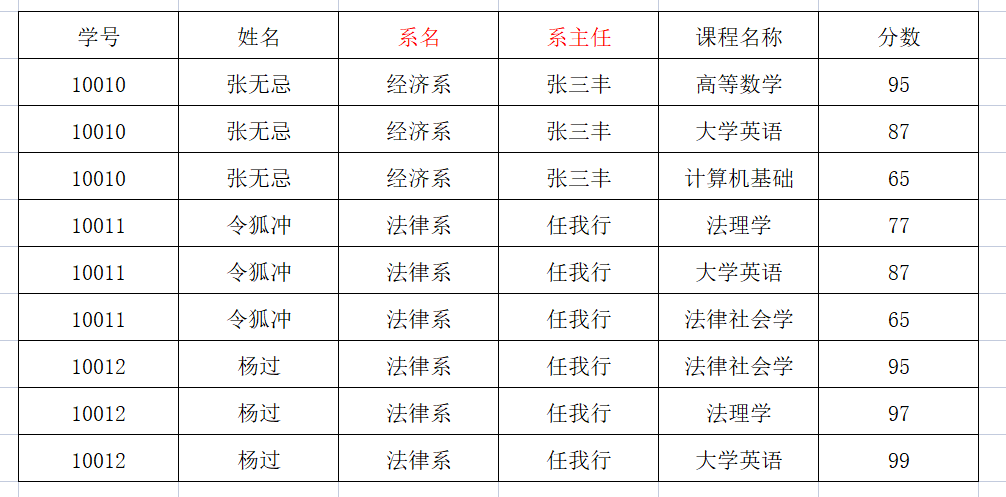 学号 姓名 系名 系主任 课程名称 分数
10010 张无忌 经济系 张三丰 高等数学 95
10010 张无忌 经济系 张三丰 大学英语 87
10010 张无忌 经济系 张三丰 计算机基础 65
10011 令狐冲 法律系 任我行 法理学 77
10011 令狐冲 法律系 任我行 大学英语 87
10011 令狐冲 法律系 任我行 法律社会学 65
10012 杨过 法律系 任我行 法律社会学 95
10012 杨过 法律系 任我行 法理学 97
10012 杨过 法律系 任我行 大学英语 99